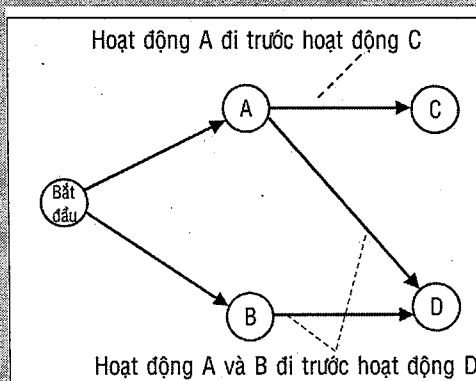 Hoạt động A đi trước hoạt động C
A
C
Bắt
đầu
B
D
Hoạt động A và B đi trước hoạt động D